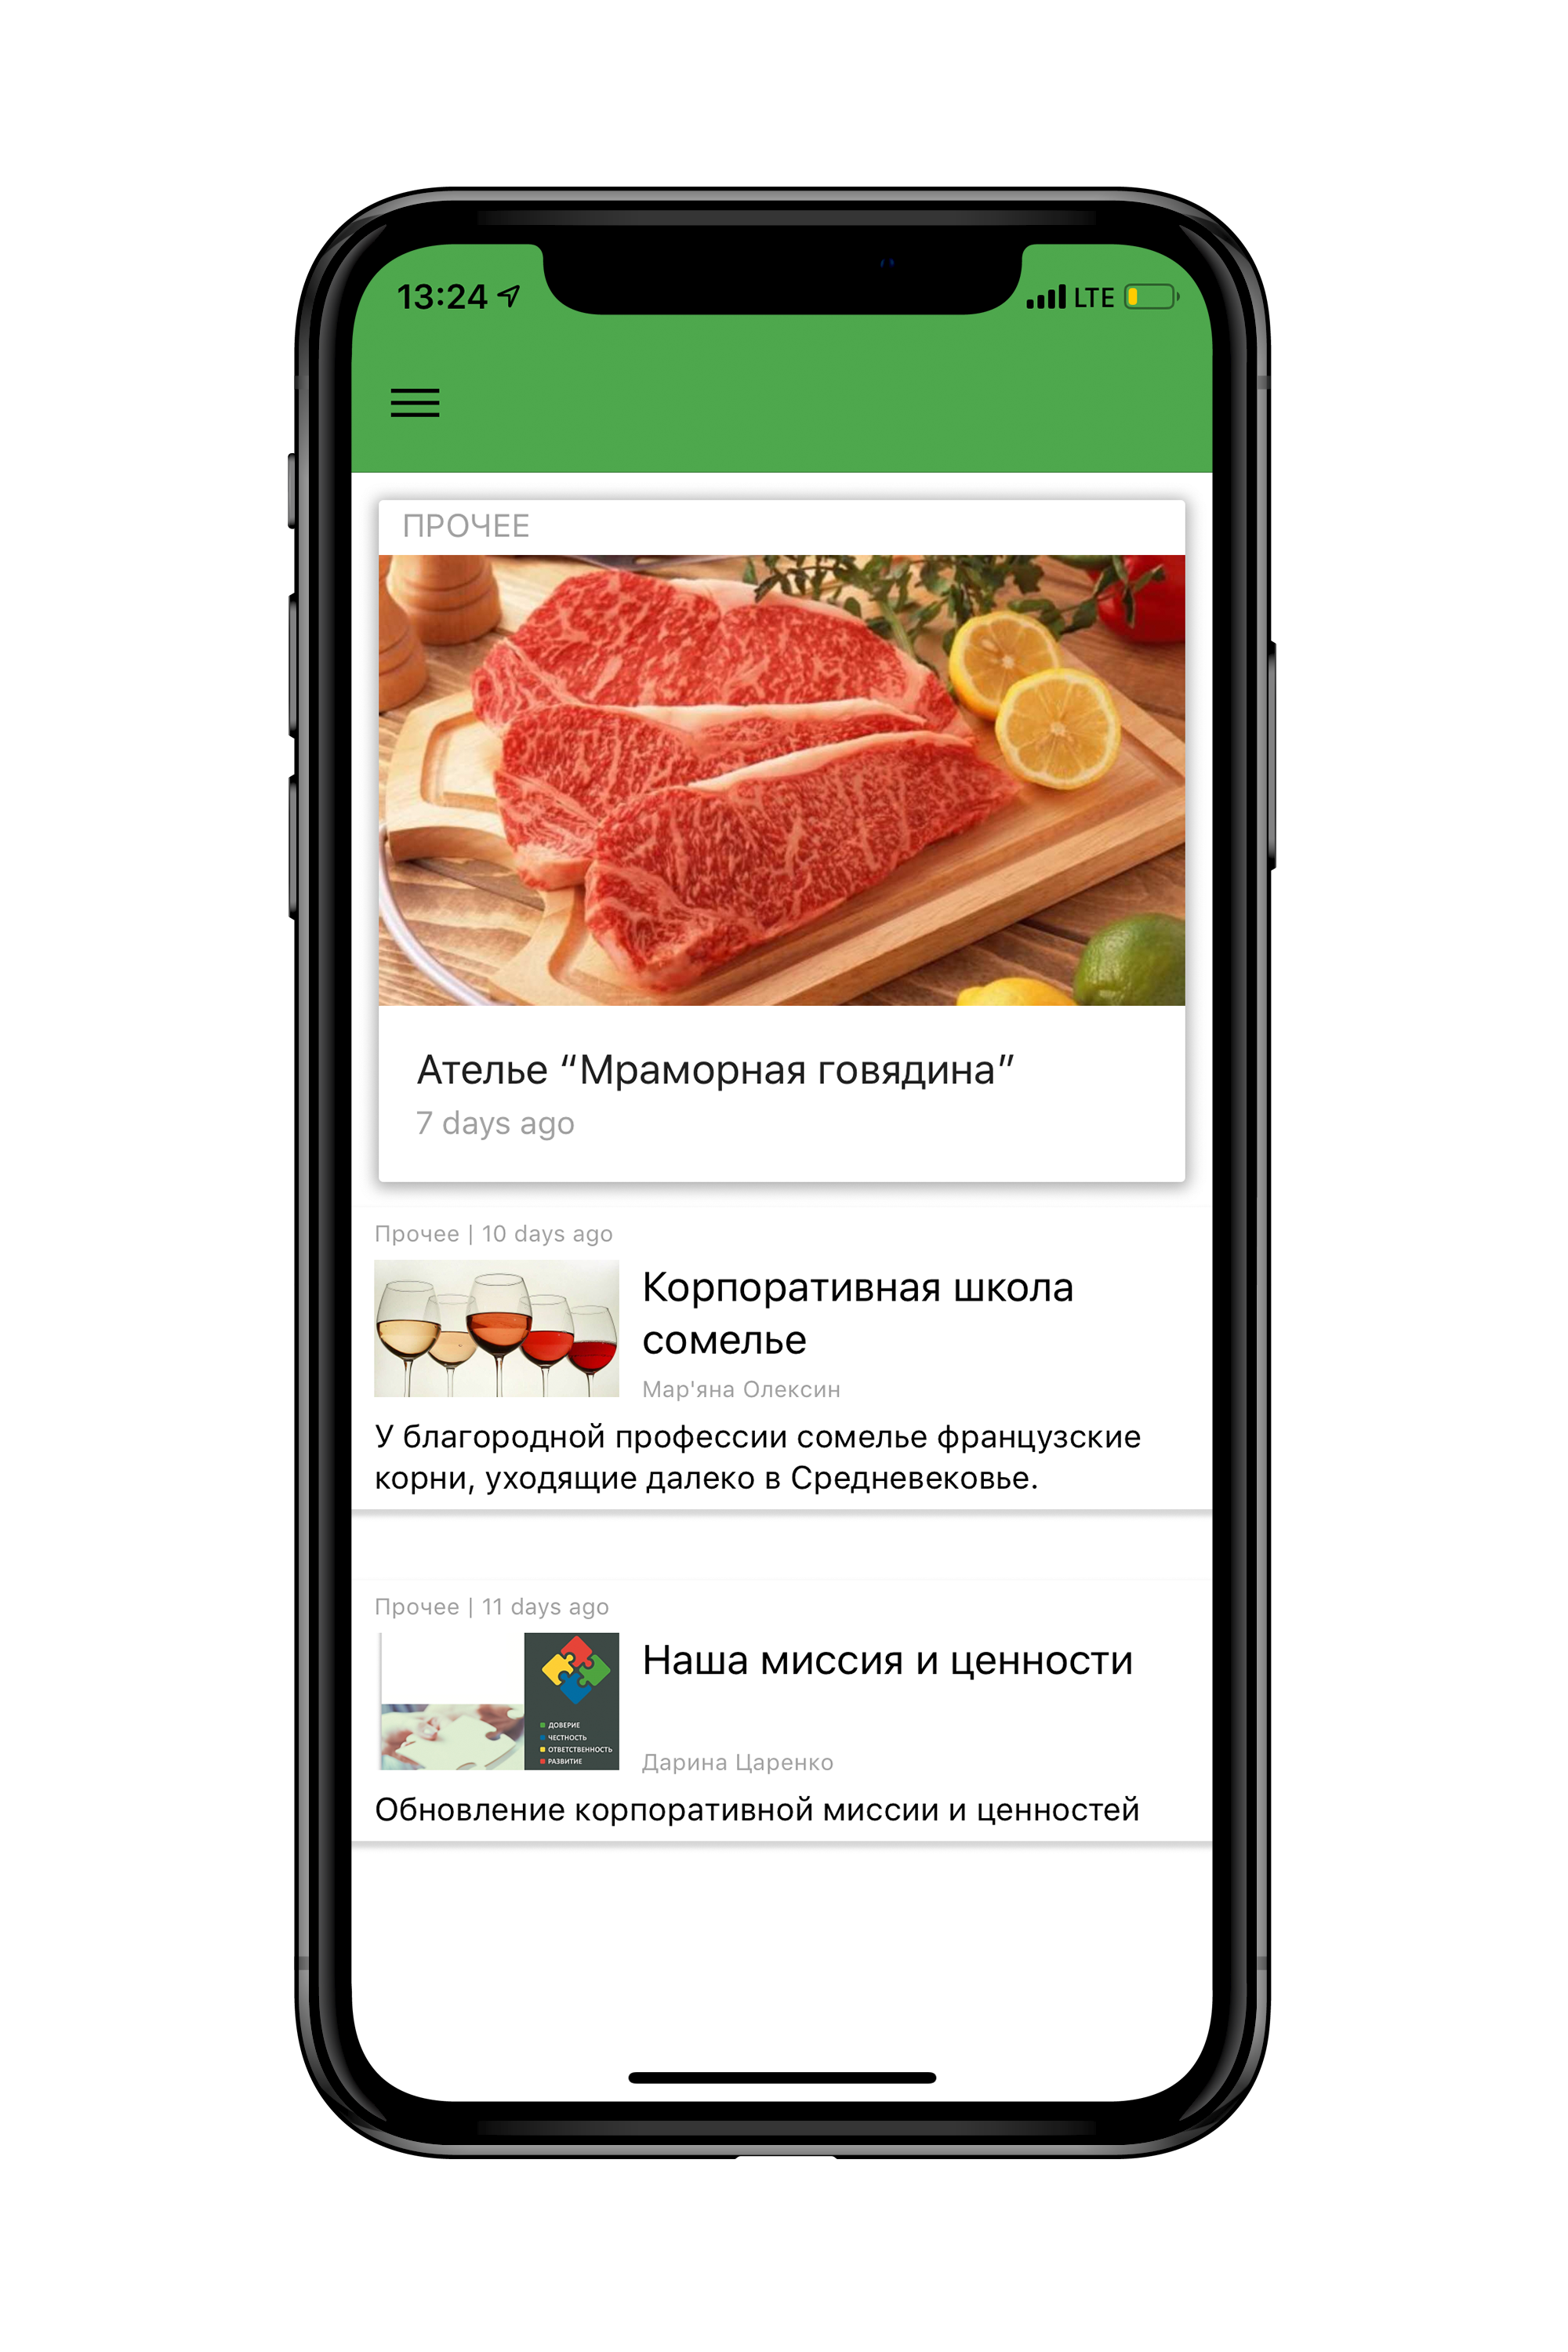 13:24
LTE
ПРОЧЕЕ
Ателье “Мраморная говядина”
7 days ago
Прочее | 10 days ago
Корпоративная школа
сомелье
Мар'яна Олексин
У благородной профессии сомелье французские
корни, уходящие далеко в Средневековье.
Прочее | 11 days ago
Наша миссия и ценности
ДОВЕРИЕ
ЧЕСТНОСТЬ
ОТВЕТСТВЕННОСТЬ
РАЗВИТИЕ
Дарина Царенко
Обновление корпоративной миссии и ценностей